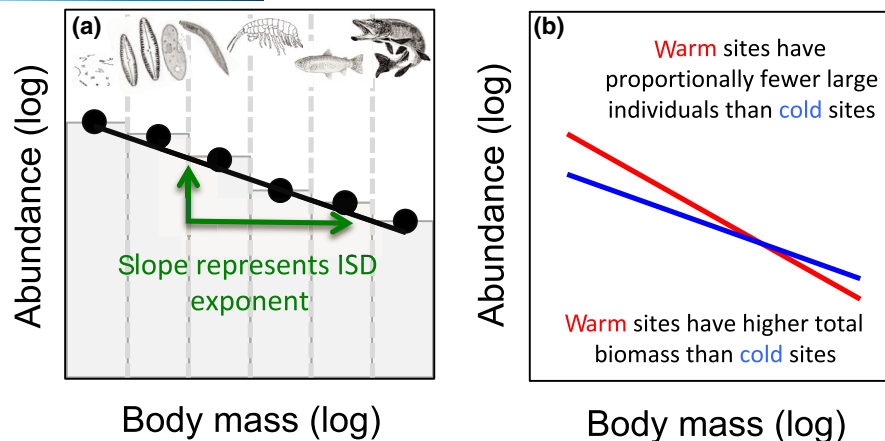 (a)
Abundance (log)
Slope represents ISD
exponent
Body mass (log)
(b)
Warm sites have
proportionally fewer large
individuals than cold sites
Abundance (log)
Warm sites have higher total
biomass than cold sites
Body mass (log)